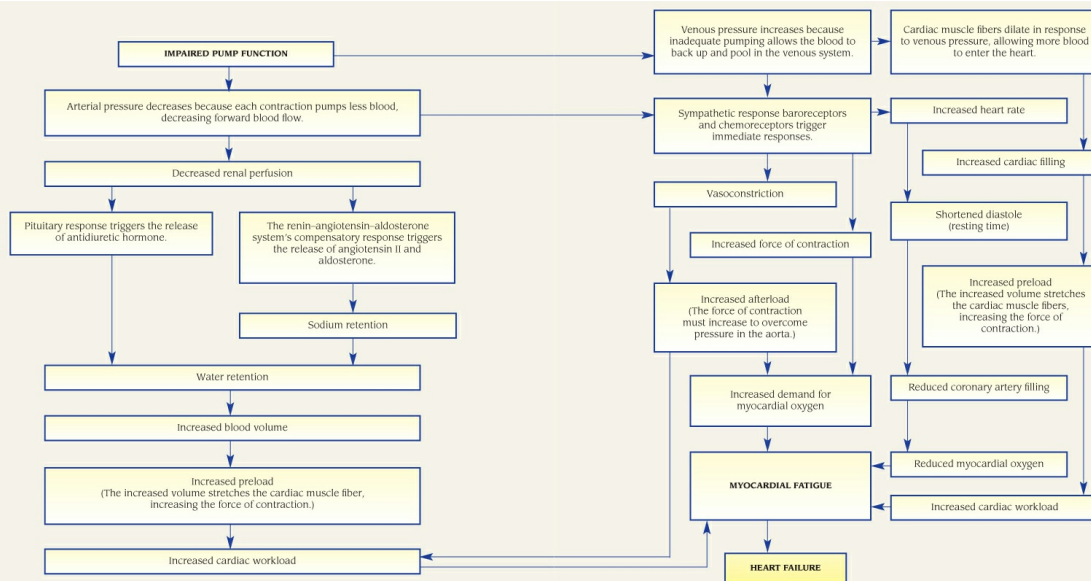 IMPAIRED PUMP FUNCTION
Arterial pressure decreases because each contraction pumps less blood,
decreasing forward blood flow.
Decreased renal perfusion
Pituitary response triggers the release
of antidiuretic hormone.
The renin–angiotensin–aldosterone
system's compensatory response triggers
the release of angiotensin II and
aldosterone.
Sodium retention
Water retention
Increased blood volume
Increased preload
(The increased volume stretches the cardiac muscle fiber,
increasing the force of contraction.)
Increased cardiac workload
Venous pressure increases because
inadequate pumping allows the blood to
back up and pool in the venous system.
Sympathetic response baroreceptors
and chemoreceptors trigger
immediate responses.
Vasoconstriction
Increased force of contraction
Increased afterload
(The force of contraction
must increase to overcome
pressure in the aorta.)
Increased demand for
myocardial oxygen
MYOCARDIAL FATIGUE
HEART FAILURE
Cardiac muscle fibers dilate in response
to venous pressure, allowing more blood
to enter the heart.
Increased heart rate
Increased cardiac filling
Shortened diastole
(resting time)
Increased preload
(The increased volume stretches
the cardiac muscle fibers,
increasing the force of
contraction.)
Reduced coronary artery filling
Reduced myocardial oxygen
Increased cardiac workload